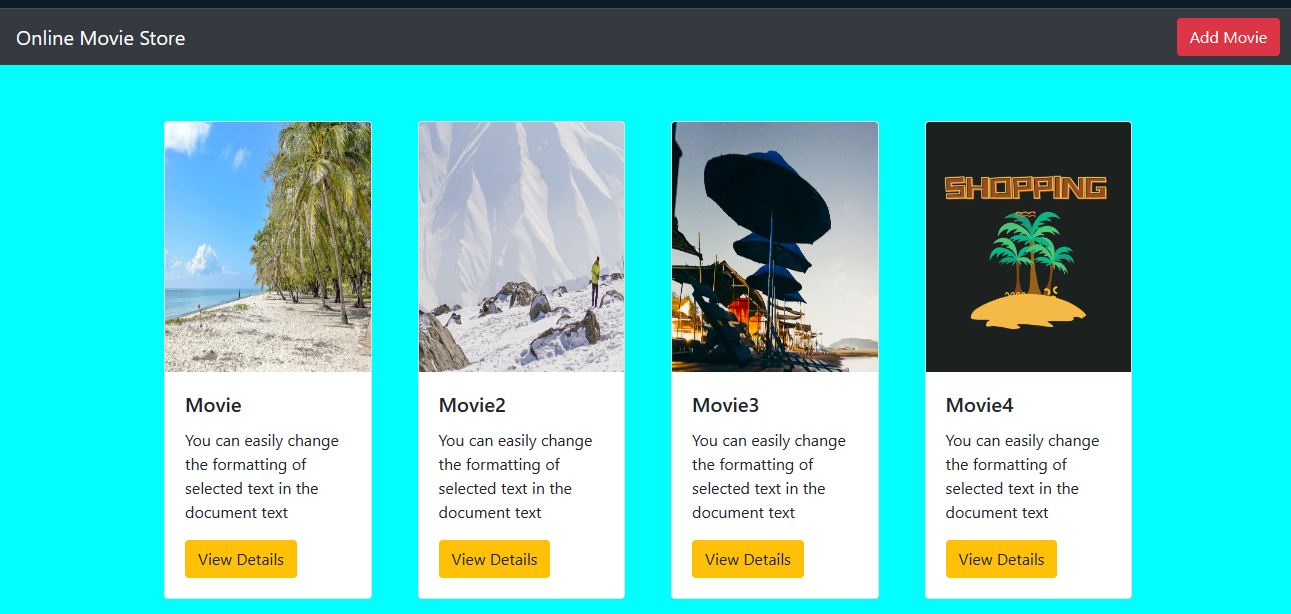 Online Movie Store
Add Movie
SHOPPING
Movie
You can easily change
the formatting of
selected text in the
document text
View Details
Movie2
You can easily change
the formatting of
selected text in the
document text
View Details
Movie3
You can easily change
the formatting of
selected text in the
document text
View Details
Movie4
You can easily change
the formatting of
selected text in the
document text
View Details